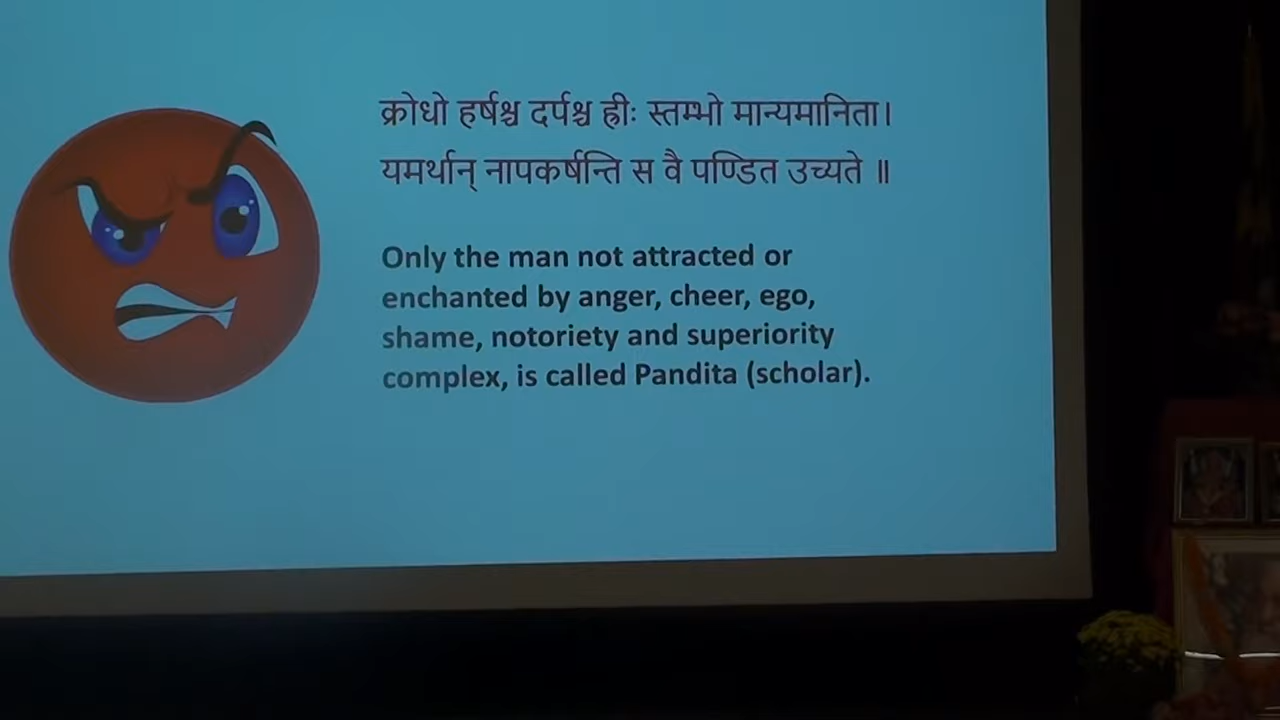 क्रोधो हर्षश्च दर्पश्च ह्रीः स्तम्भो मान्यमानिता।
यमर्थान् नापकर्षन्ति स वै पण्डित उच्यते ॥
Only the man not attracted or
enchanted by anger, cheer, ego,
shame, notoriety and superiority
complex, is called Pandita (scholar).